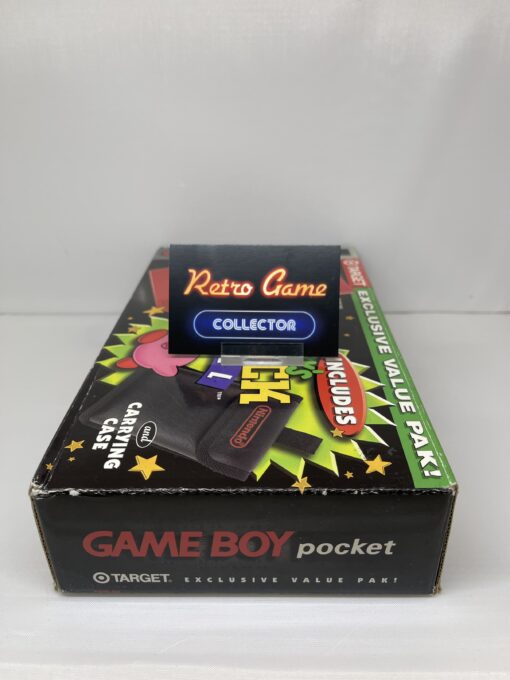 Retro Game
COLLECTOR
TARGET EXCLUSIVE VALUE PAK!
INCLUDES
Nintendo
and
CARRYING
CASE
GAME BOY pocket
TARGET. EXCLUSIVE VALUE PAK!